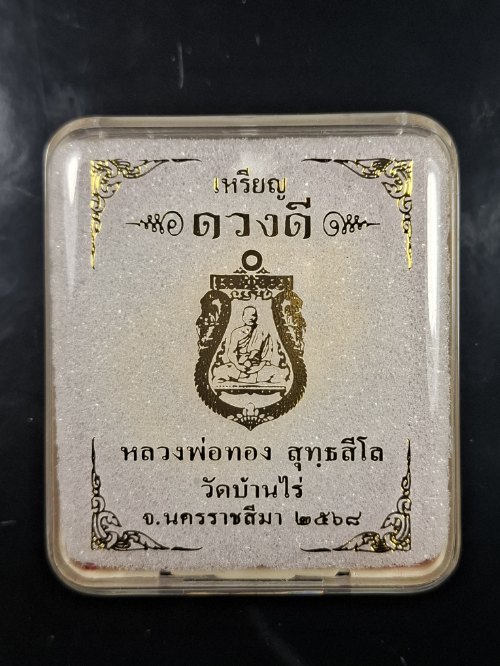 เหรียญ
ดวงดี
หลวงพ่อทอง สุทฺธสีโล
วัดบ้านไร่
จ.นครราชสีมา ๒๕๖๘